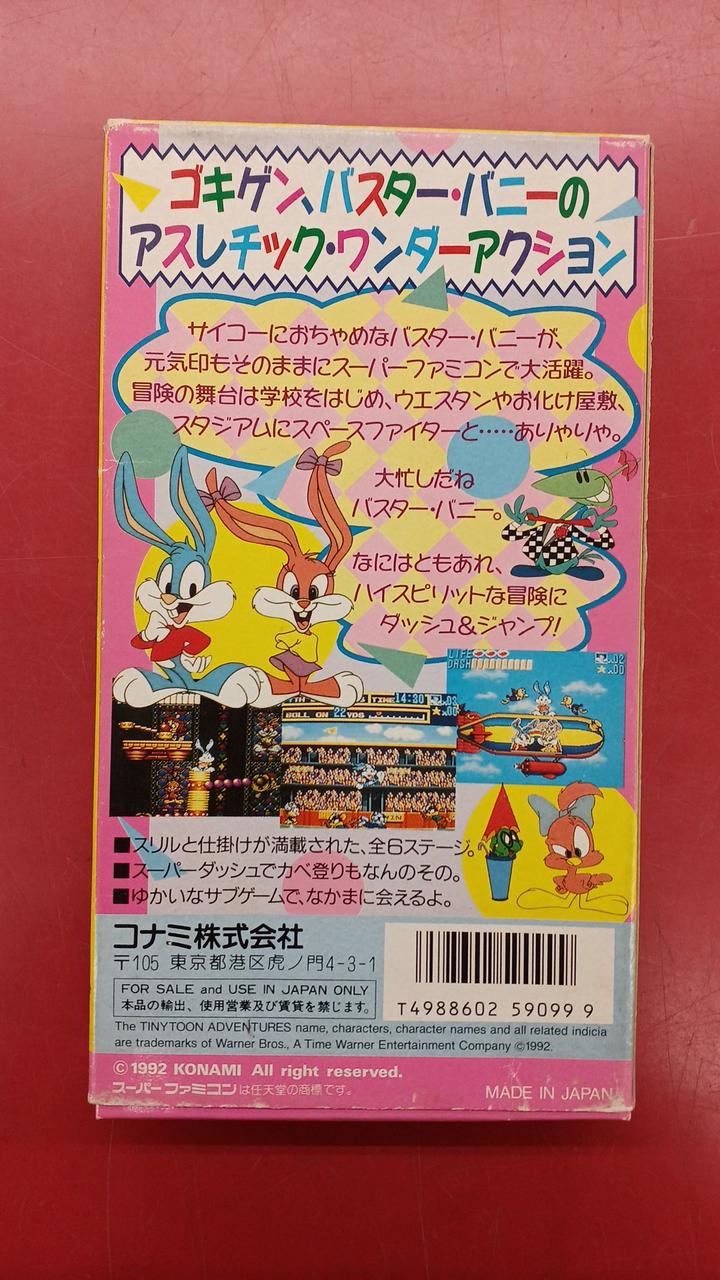 ゴキゲン、バスター・バニーの
アスレチック・ワンダーアクション
サイコーにおちゃめなバスター・バニーが、
元気印もそのままにスーパーファミコンで大活躍。
冒険の舞台は学校をはじめ、ウエスタンやお化け屋敷、
スタジアムにスペースファイターと……ありゃりゃ。
大忙しだね
バスター・バニー。
なにはともあれ、
ハイスピリットな冒険に
ダッシュ&ジャンプ!
LIFE
DASH
TIME 14:30
BALL ON 22YDS
■スリルと仕掛けが満載された、全6ステージ。
■スーパーダッシュでカベ登りもなんのその。
■ゆかいなサブゲームで、なかまに会えるよ。
コナミ株式会社
〒105 東京都港区虎ノ門4-3-1
FOR SALE and USE IN JAPAN ONLY
本品の輸出、使用営業及び賃貸を禁じます。
T4988602 59099 9
The TINYTOON ADVENTURES name, characters, character names and all related indicia
are trademarks of Warner Bros., A Time Warner Entertainment Company ©1992.
©1992 KONAMI All right reserved.
スーパーファミコンは任天堂の商標です。
MADE IN JAPAN